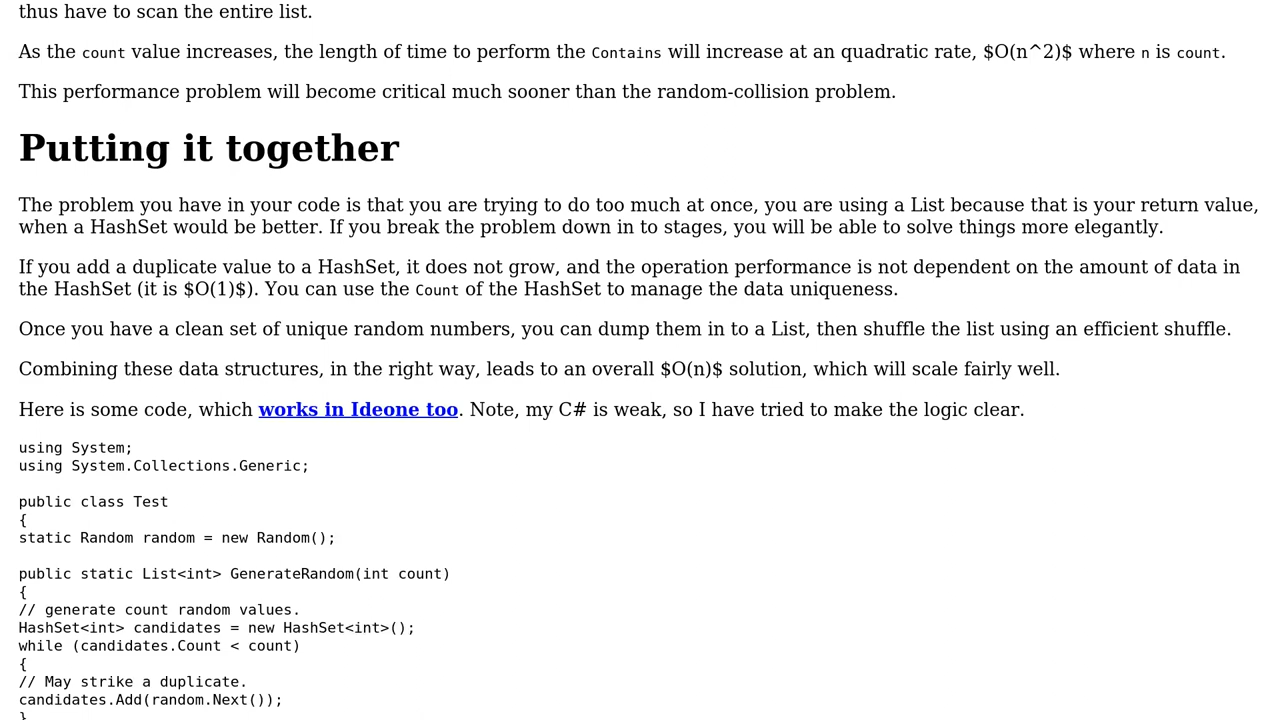 thus have to scan the entire list.
As the count value increases, the length of time to perform the Contains will increase at an quadratic rate, $O(n^2)$ where n is count.
This performance problem will become critical much sooner than the random-collision problem.
Putting it together
The problem you have in your code is that you are trying to do too much at once, you are using a List because that is your return value,
when a HashSet would be better. If you break the problem down in to stages, you will be able to solve things more elegantly.
If you add a duplicate value to a HashSet, it does not grow, and the operation performance is not dependent on the amount of data in
the HashSet (it is $O(1)$). You can use the Count of the HashSet to manage the data uniqueness.
Once you have a clean set of unique random numbers, you can dump them in to a List, then shuffle the list using an efficient shuffle.
Combining these data structures, in the right way, leads to an overall $O(n)$ solution, which will scale fairly well.
Here is some code, which works in Ideone too. Note, my C# is weak, so I have tried to make the logic clear.
using System;
using System.Collections.Generic;
public class Test
{
static Random random = new Random();
public static List<int> GenerateRandom(int count)
{
// generate count random values.
HashSet<int> candidates = new HashSet<int>();
while (candidates.Count < count)
{
// May strike a duplicate.
candidates.Add(random.Next());
}